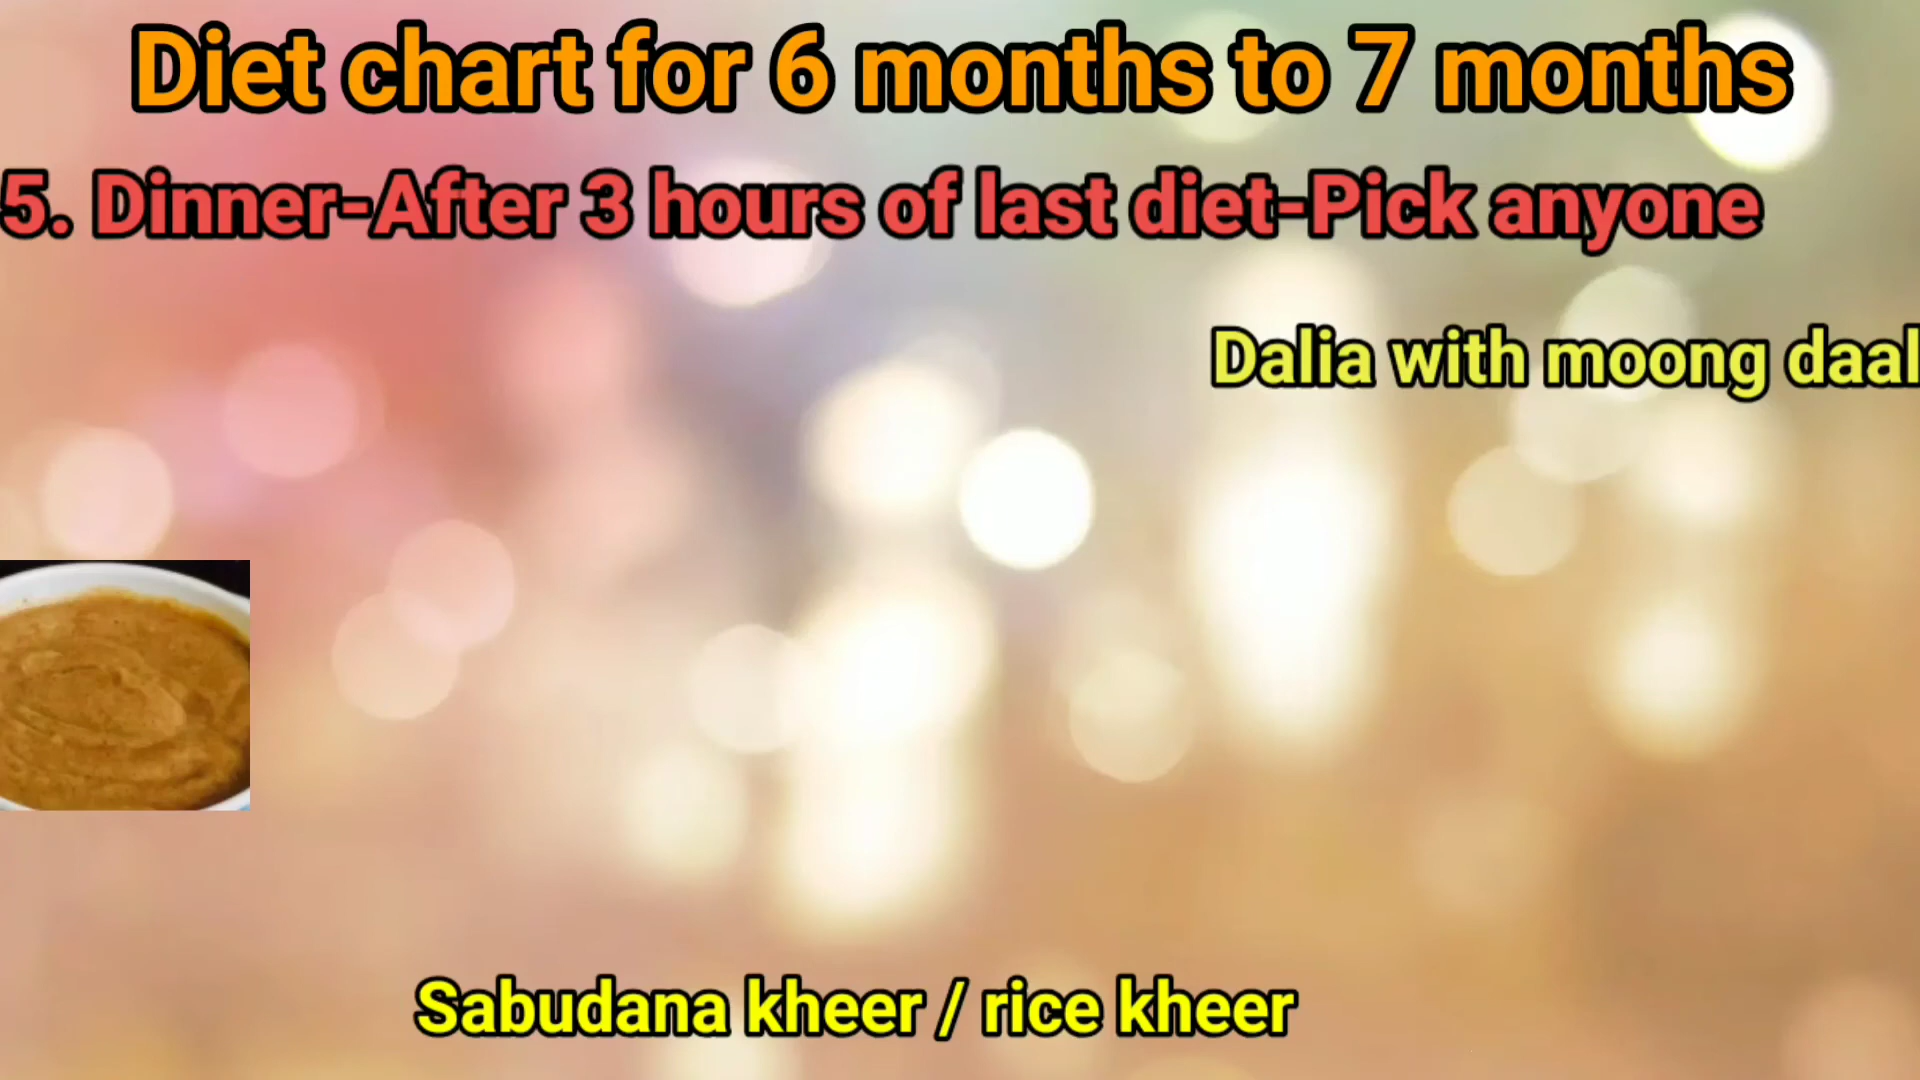 Diet chart for 6 months to 7 months
5. Dinner-After 3 hours of last diet-Pick anyone
Dalia with moong daal
Sabudana kheer / rice kheer